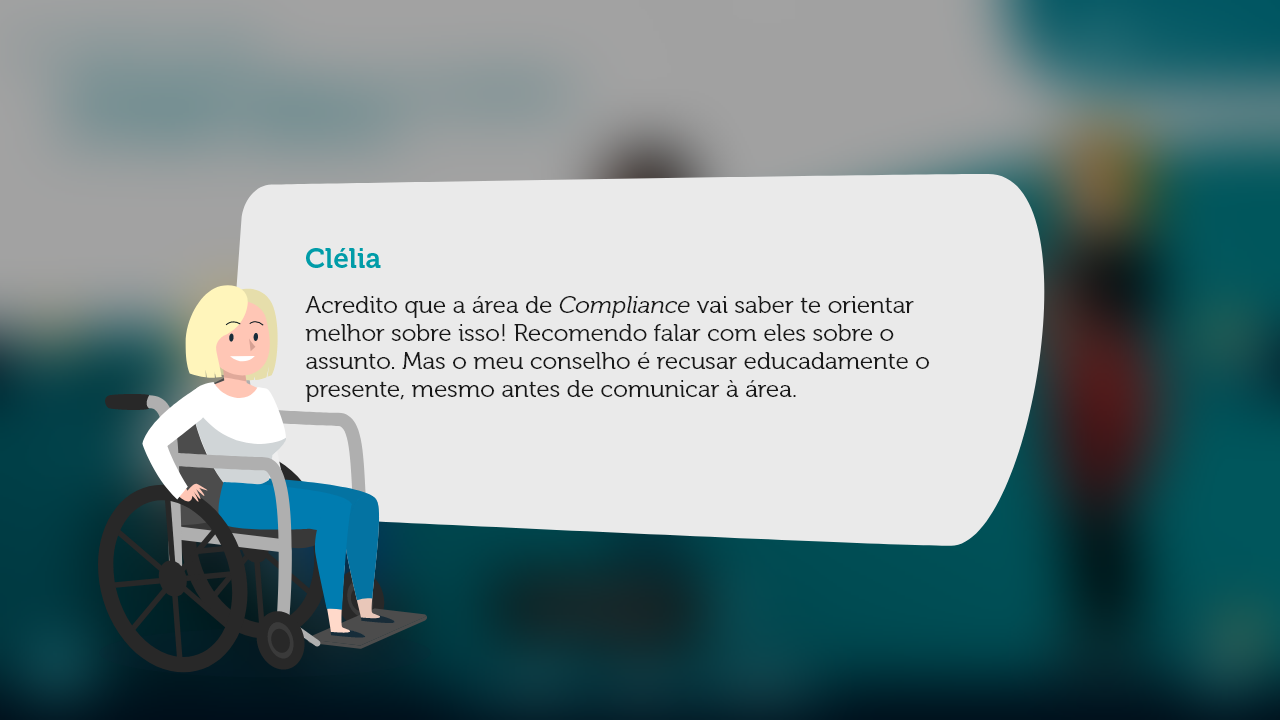 Clélia
Acredito que a área de Compliance vai saber te orientar
melhor sobre isso! Recomendo falar com eles sobre o
assunto. Mas o meu conselho é recusar educadamente o
presente, mesmo antes de comunicar à área.